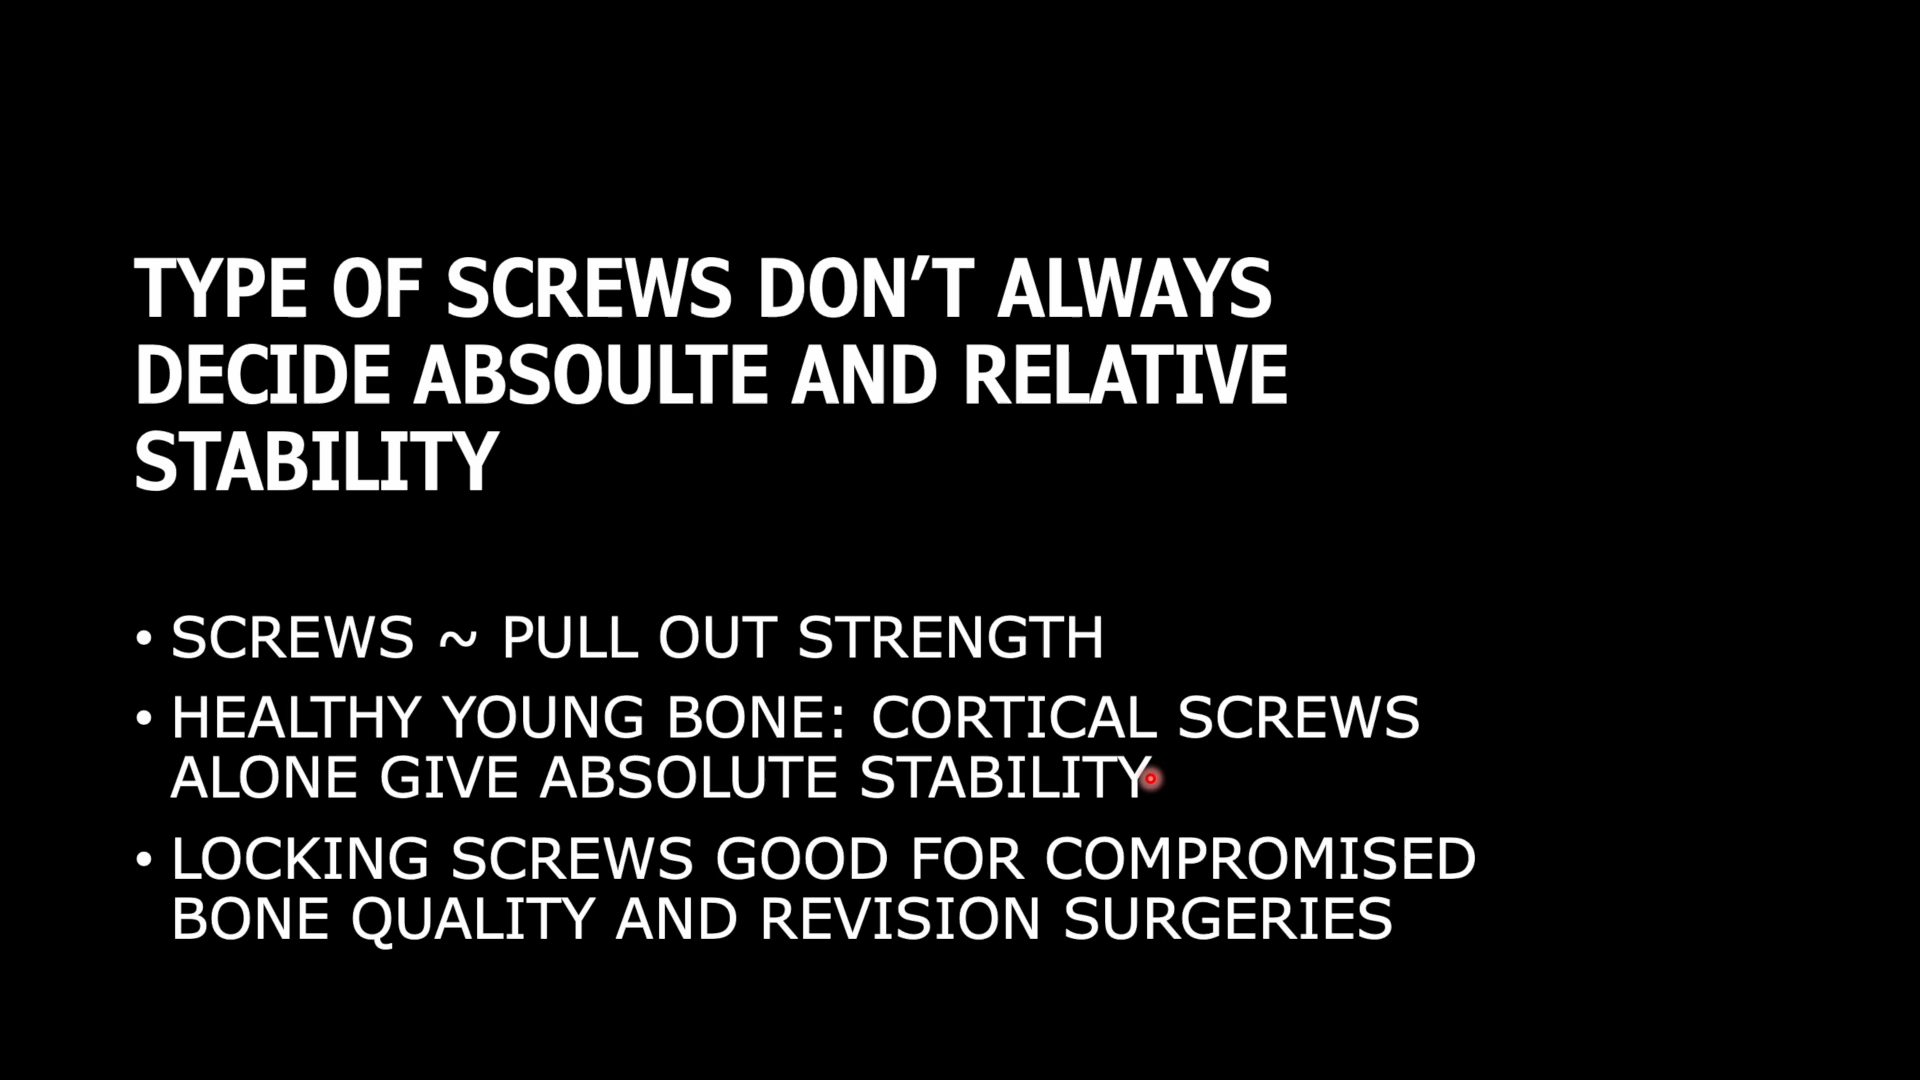 TYPE OF SCREWS DON’T ALWAYS
DECIDE ABSOULTE AND RELATIVE
STABILITY
• SCREWS ~ PULL OUT STRENGTH
• HEALTHY YOUNG BONE: CORTICAL SCREWS
ALONE GIVE ABSOLUTE STABILITY
• LOCKING SCREWS GOOD FOR COMPROMISED
BONE QUALITY AND REVISION SURGERIES